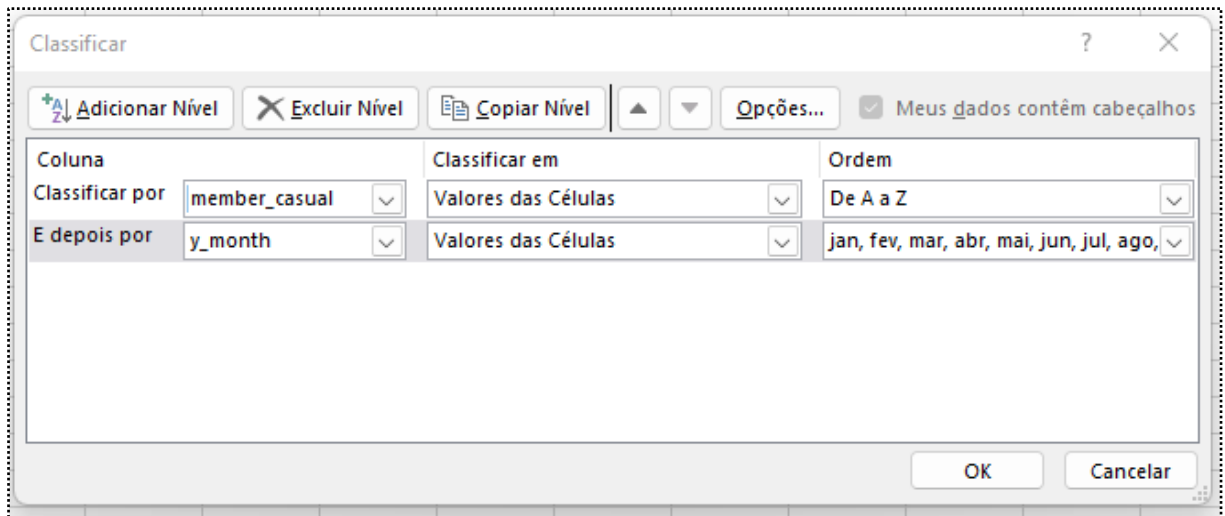 Classificar ?
Adicionar Nível Excluir Nível Copiar Nível Opções... Meus dados contêm cabeçalhos
Coluna Classificar em Ordem
Classificar por member_casual Valores das Células De A a Z
E depois por y_month Valores das Células jan, fev, mar, abr, mai, jun, jul, ago,
OK Cancelar